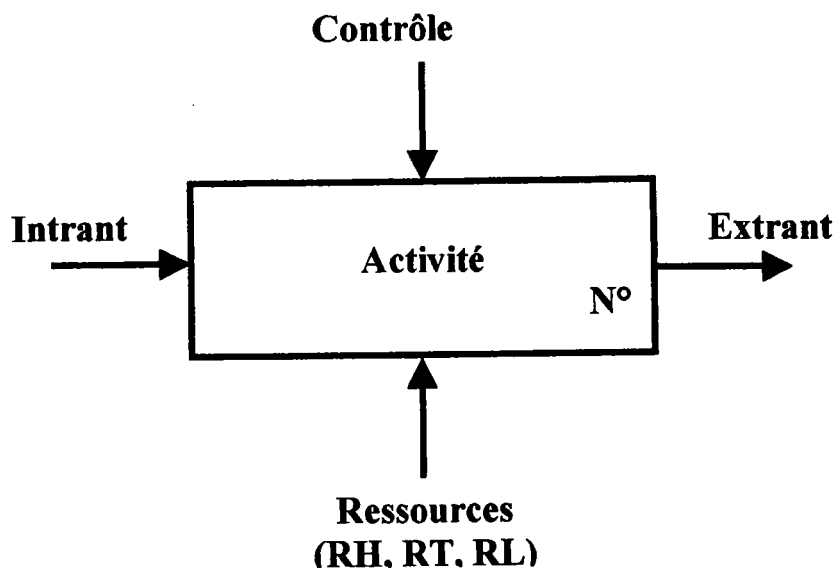 Contrôle
Intrant
Activité
Extrant
N°
Ressources
(RH, RT, RL)